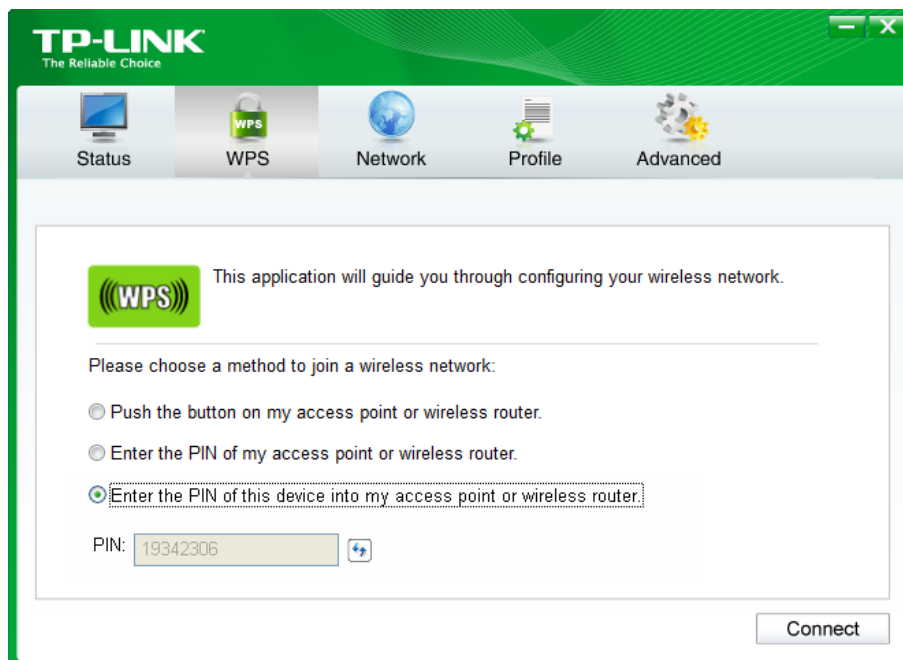 TP-LINK
The Reliable Choice
WPS
Status WPS Network Profile Advanced
(((WPS)))
This application will guide you through configuring your wireless network.
Please choose a method to join a wireless network:
Push the button on my access point or wireless router.
Enter the PIN of my access point or wireless router.
Enter the PIN of this device into my access point or wireless router.
PIN: 19342306
Connect